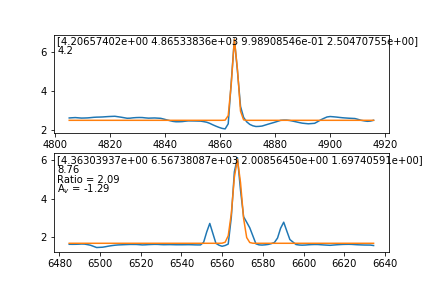 [4.20657402e+00 4.86533836e+03 9.98908546e-01 2.50470755e+00]
4.2
6
4
2
4800 4820 4840 4860 4880 4900 4920
[4.36303937e+00 6.56738087e+03 2.00856450e+00 1.69740591e+00]
8.76
Ratio = 2.09
Aᵥ = -1.29
6
4
2
6480 6500 6520 6540 6560 6580 6600 6620 6640